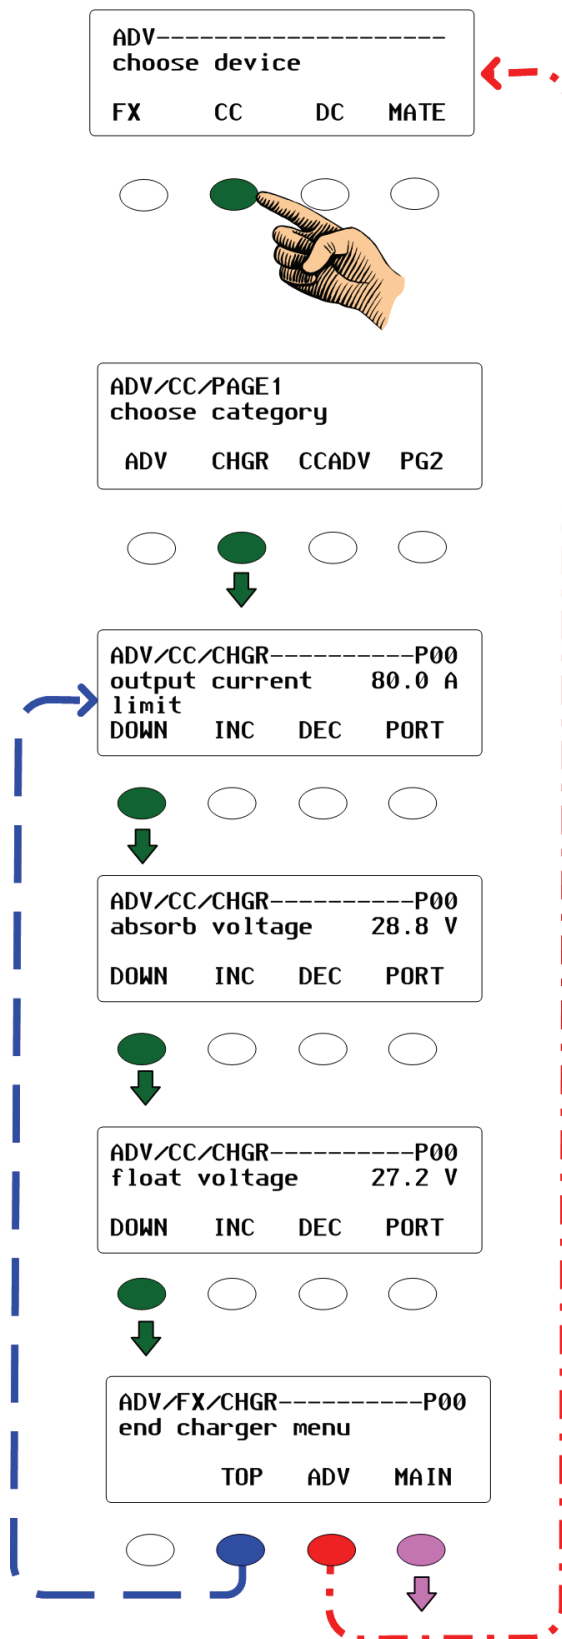 ADV--------------------
choose device
FX CC DC MATE
ADV/CC/PAGE1
choose category
ADV CHGR CCADV PG2
ADV/CC/CHGR----------P00
output current 80.0 A
limit
DOWN INC DEC PORT
ADV/CC/CHGR----------P00
absorb voltage 28.8 V
DOWN INC DEC PORT
ADV/CC/CHGR----------P00
float voltage 27.2 V
DOWN INC DEC PORT
ADV/FX/CHGR----------P00
end charger menu
TOP ADV MAIN